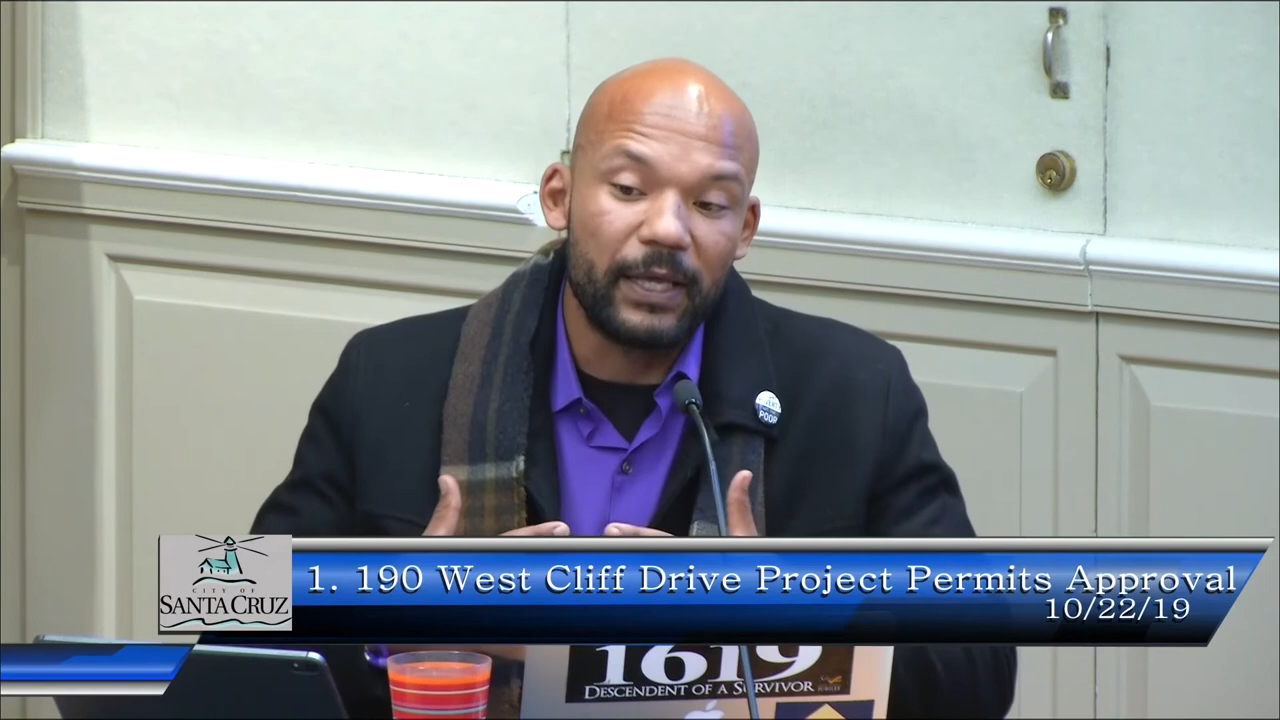 POOR
1. 190 West Cliff Drive Project Permits Approval
10/22/19
CITY OF
SANTA CRUZ
1619
DESCENDENT OF A SURVIVOR